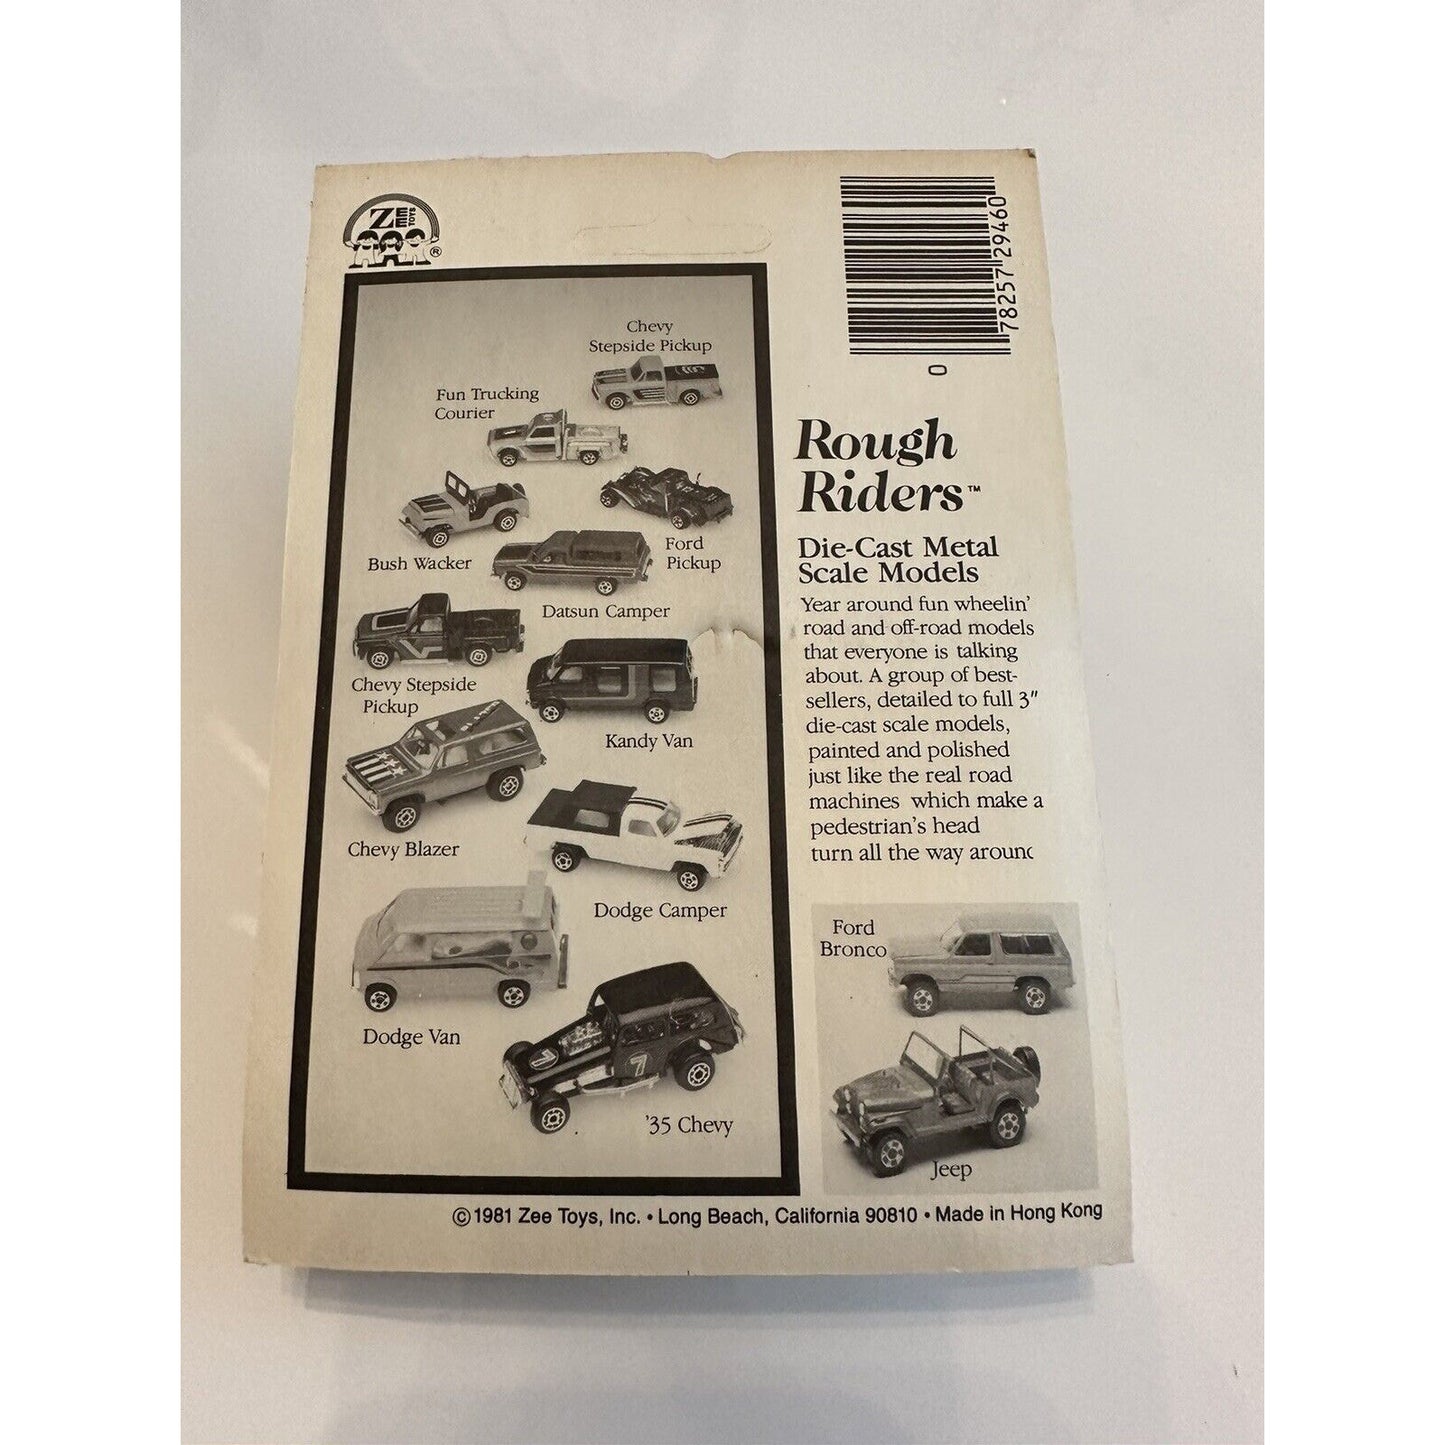 ZEE
TOYS
®
78257 29460
0
Chevy
Stepside Pickup
Fun Trucking
Courier
Bush Wacker
Ford
Pickup
Datsun Camper
Chevy Stepside
Pickup
Kandy Van
BLAZER
Chevy Blazer
Dodge Camper
Dodge Van
7
7
'35 Chevy
Rough
Riders™
Die-Cast Metal
Scale Models
Year around fun wheelin'
road and off-road models
that everyone is talking
about. A group of best-
sellers, detailed to full 3"
die-cast scale models,
painted and polished
just like the real road
machines which make a
pedestrian's head
turn all the way around
Ford
Bronco
Jeep
© 1981 Zee Toys, Inc. • Long Beach, California 90810 • Made in Hong Kong